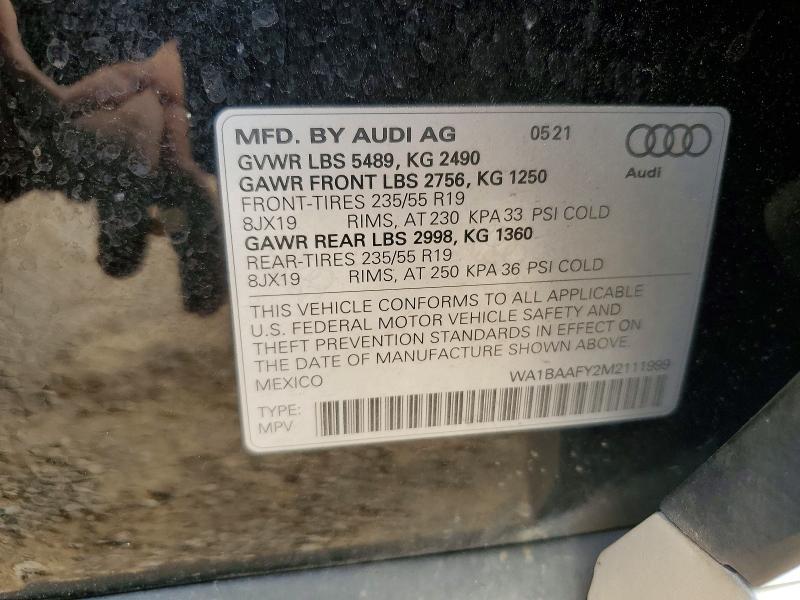 MFD. BY AUDI AG 0521
Audi
GVWR LBS 5489, KG 2490
GAWR FRONT LBS 2756, KG 1250
FRONT-TIRES 235/55 R19
8JX19 RIMS, AT 230 KPA 33 PSI COLD
GAWR REAR LBS 2998, KG 1360
REAR-TIRES 235/55 R19
8JX19 RIMS, AT 250 KPA 36 PSI COLD
THIS VEHICLE CONFORMS TO ALL APPLICABLE
U.S. FEDERAL MOTOR VEHICLE SAFETY AND
THEFT PREVENTION STANDARDS IN EFFECT ON
THE DATE OF MANUFACTURE SHOWN ABOVE.
MEXICO WA1BAAFY2M2111999
TYPE:
MPV